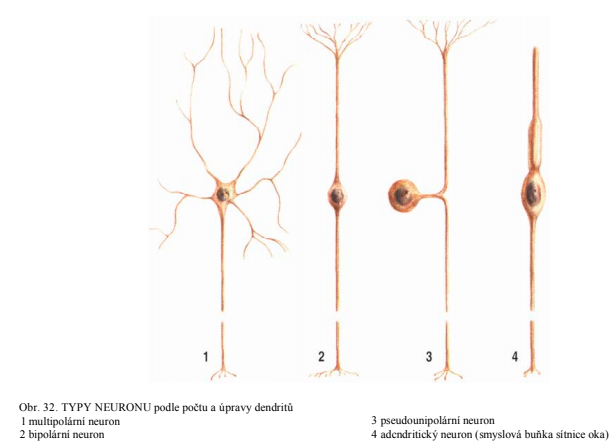 1 2 3 4
Obr. 32. TYPY NEURONU podle počtu a úpravy dendritů
1 multipolární neuron
2 bipolární neuron
3 pseudounipolární neuron
4 adcndritický neuron (smyslová buňka sítnice oka)